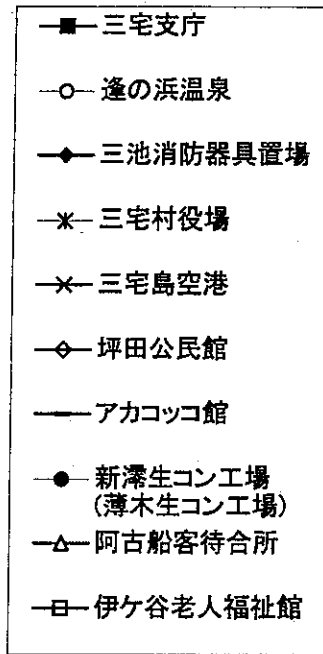 三宅支庁
逢の浜温泉
三池消防器具置場
三宅村役場
三宅島空港
坪田公民館
アカコッコ館
新澪生コン工場
(薄木生コン工場)
阿古船客待合所
伊ケ谷老人福祉館